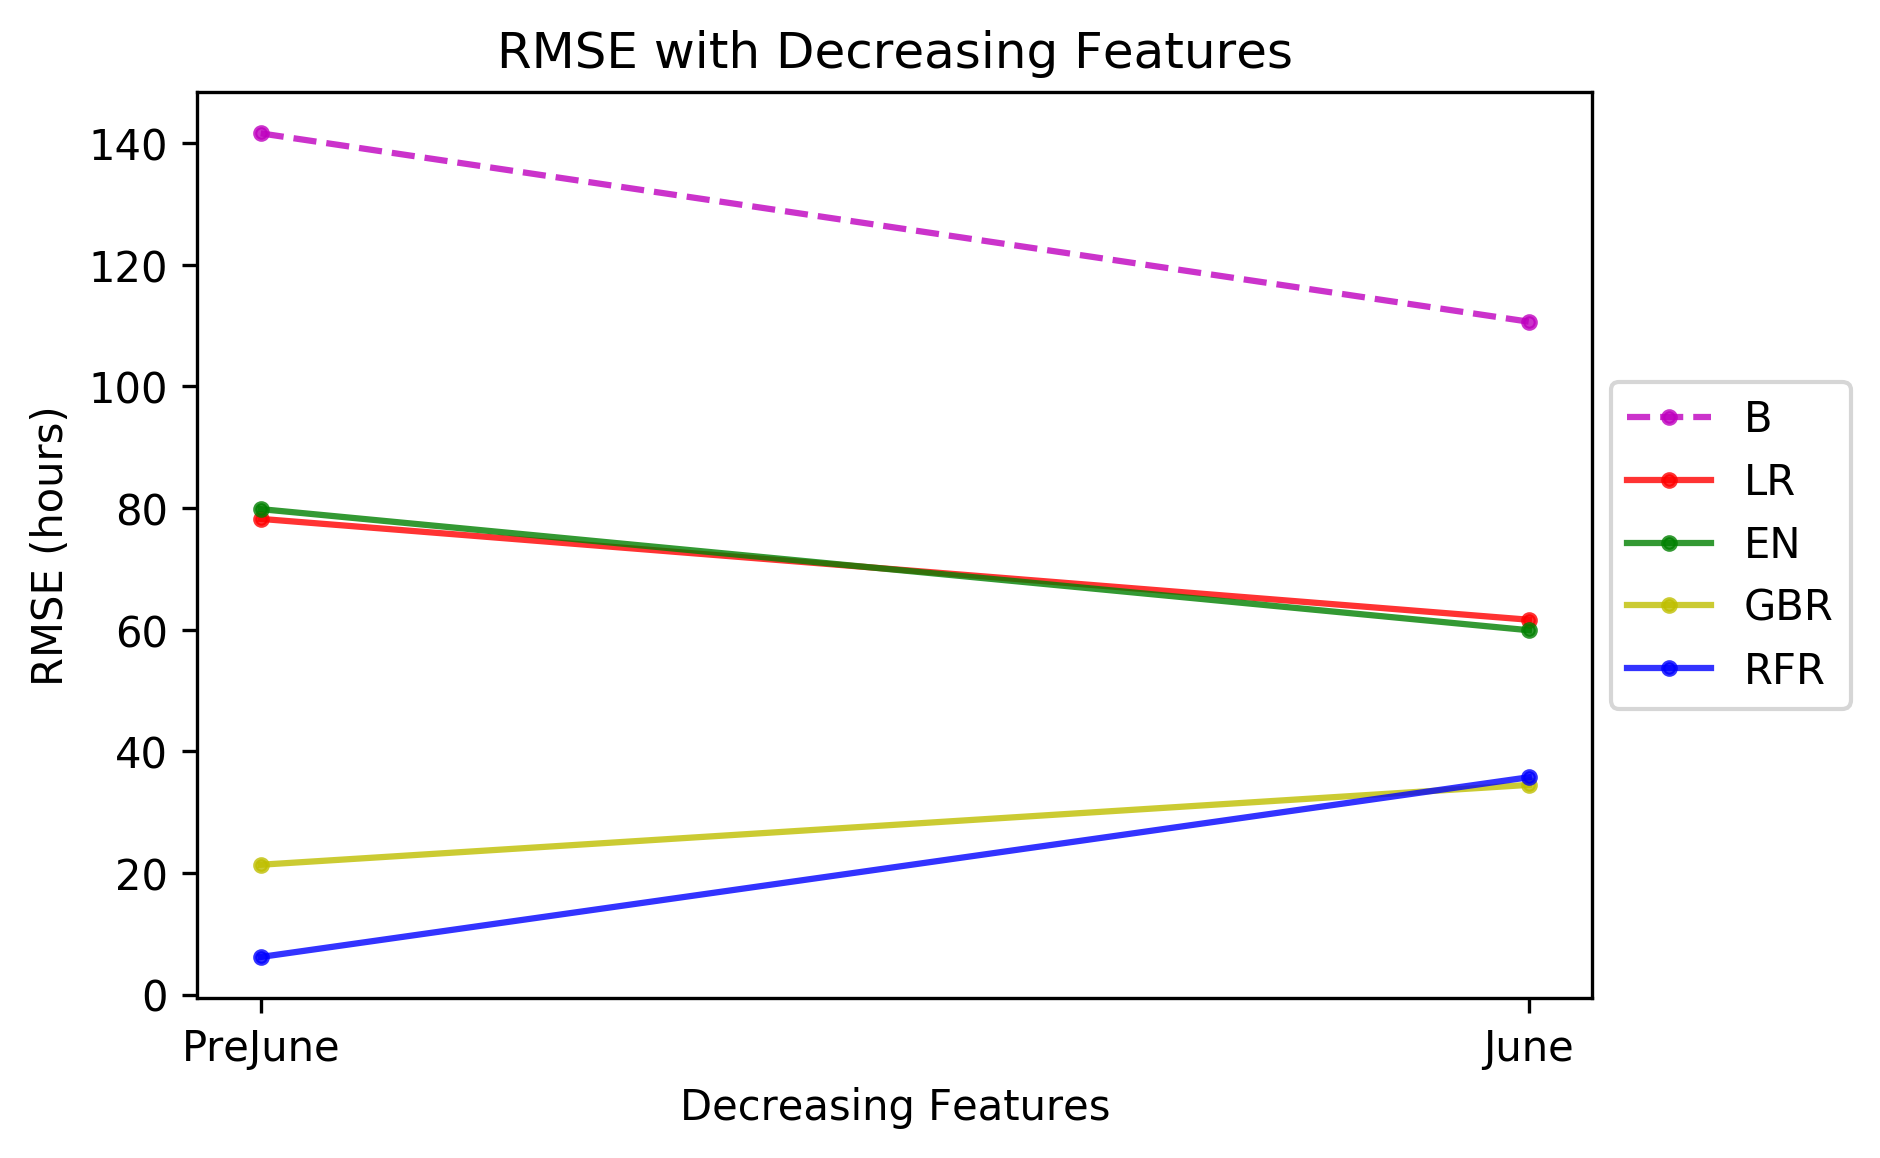 RMSE with Decreasing Features
RMSE (hours)
140
120
100
80
60
40
20
0
PreJune
June
Decreasing Features
B
LR
EN
GBR
RFR